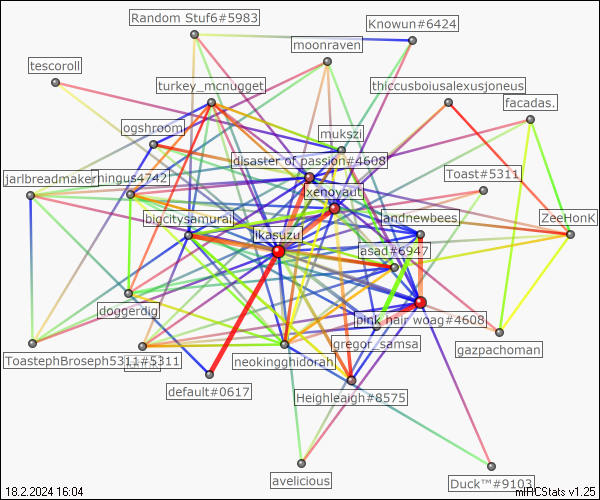 Random Stuf6#5983
Knowun#6424
moonraven
tescoroll
turkey_mcnugget
thiccusboiusalexusjoneus
facadas.
ogshroom
mukszi
disaster of passion#4608
jarlbreadmaker
mingus4742
Toast#5311
xenoyaut
bigcitysamurai
landnewbees
ZeeHonK
ikasuzu
asad#6947
doggerdig
pink hair woag#4608
gregor_samsa
gazpachoman
ToastephBroseph5311#5311
neokingghidorah
default#0617
Heighleaigh#8575
avelicious
Duck™#9103
18.2.2024 16:04
mIRCStats v1.25